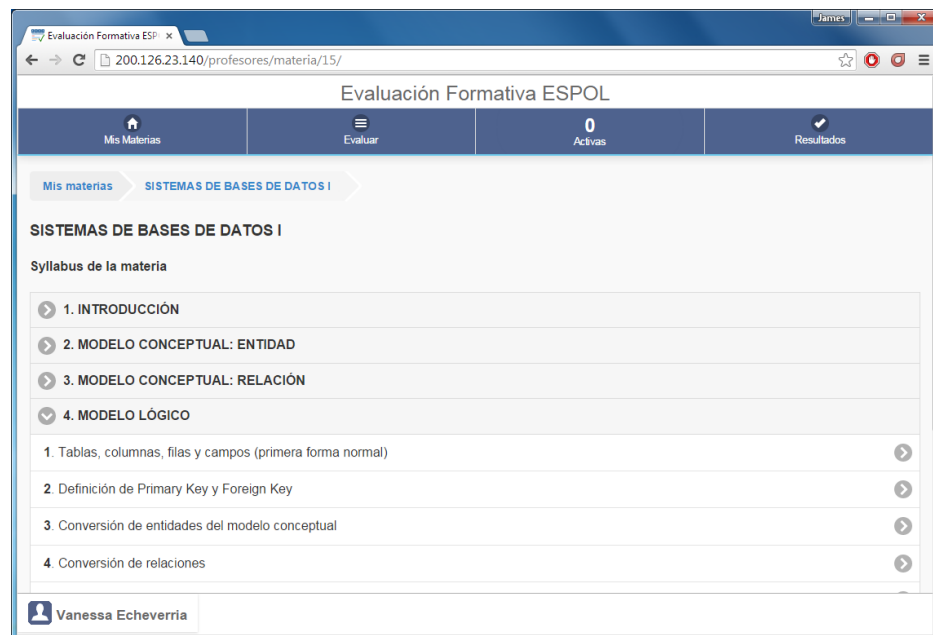 James
Evaluación Formativa ESP
200.126.23.140/profesores/materia/15/
Evaluación Formativa ESPOL
Mis Materias
Evaluar
0
Activas
Resultados
Mis materias
SISTEMAS DE BASES DE DATOS I
SISTEMAS DE BASES DE DATOS I
Syllabus de la materia
1. INTRODUCCIÓN
2. MODELO CONCEPTUAL: ENTIDAD
3. MODELO CONCEPTUAL: RELACIÓN
4. MODELO LÓGICO
1. Tablas, columnas, filas y campos (primera forma normal)
2. Definición de Primary Key y Foreign Key
3. Conversión de entidades del modelo conceptual
4. Conversión de relaciones
Vanessa Echeverria